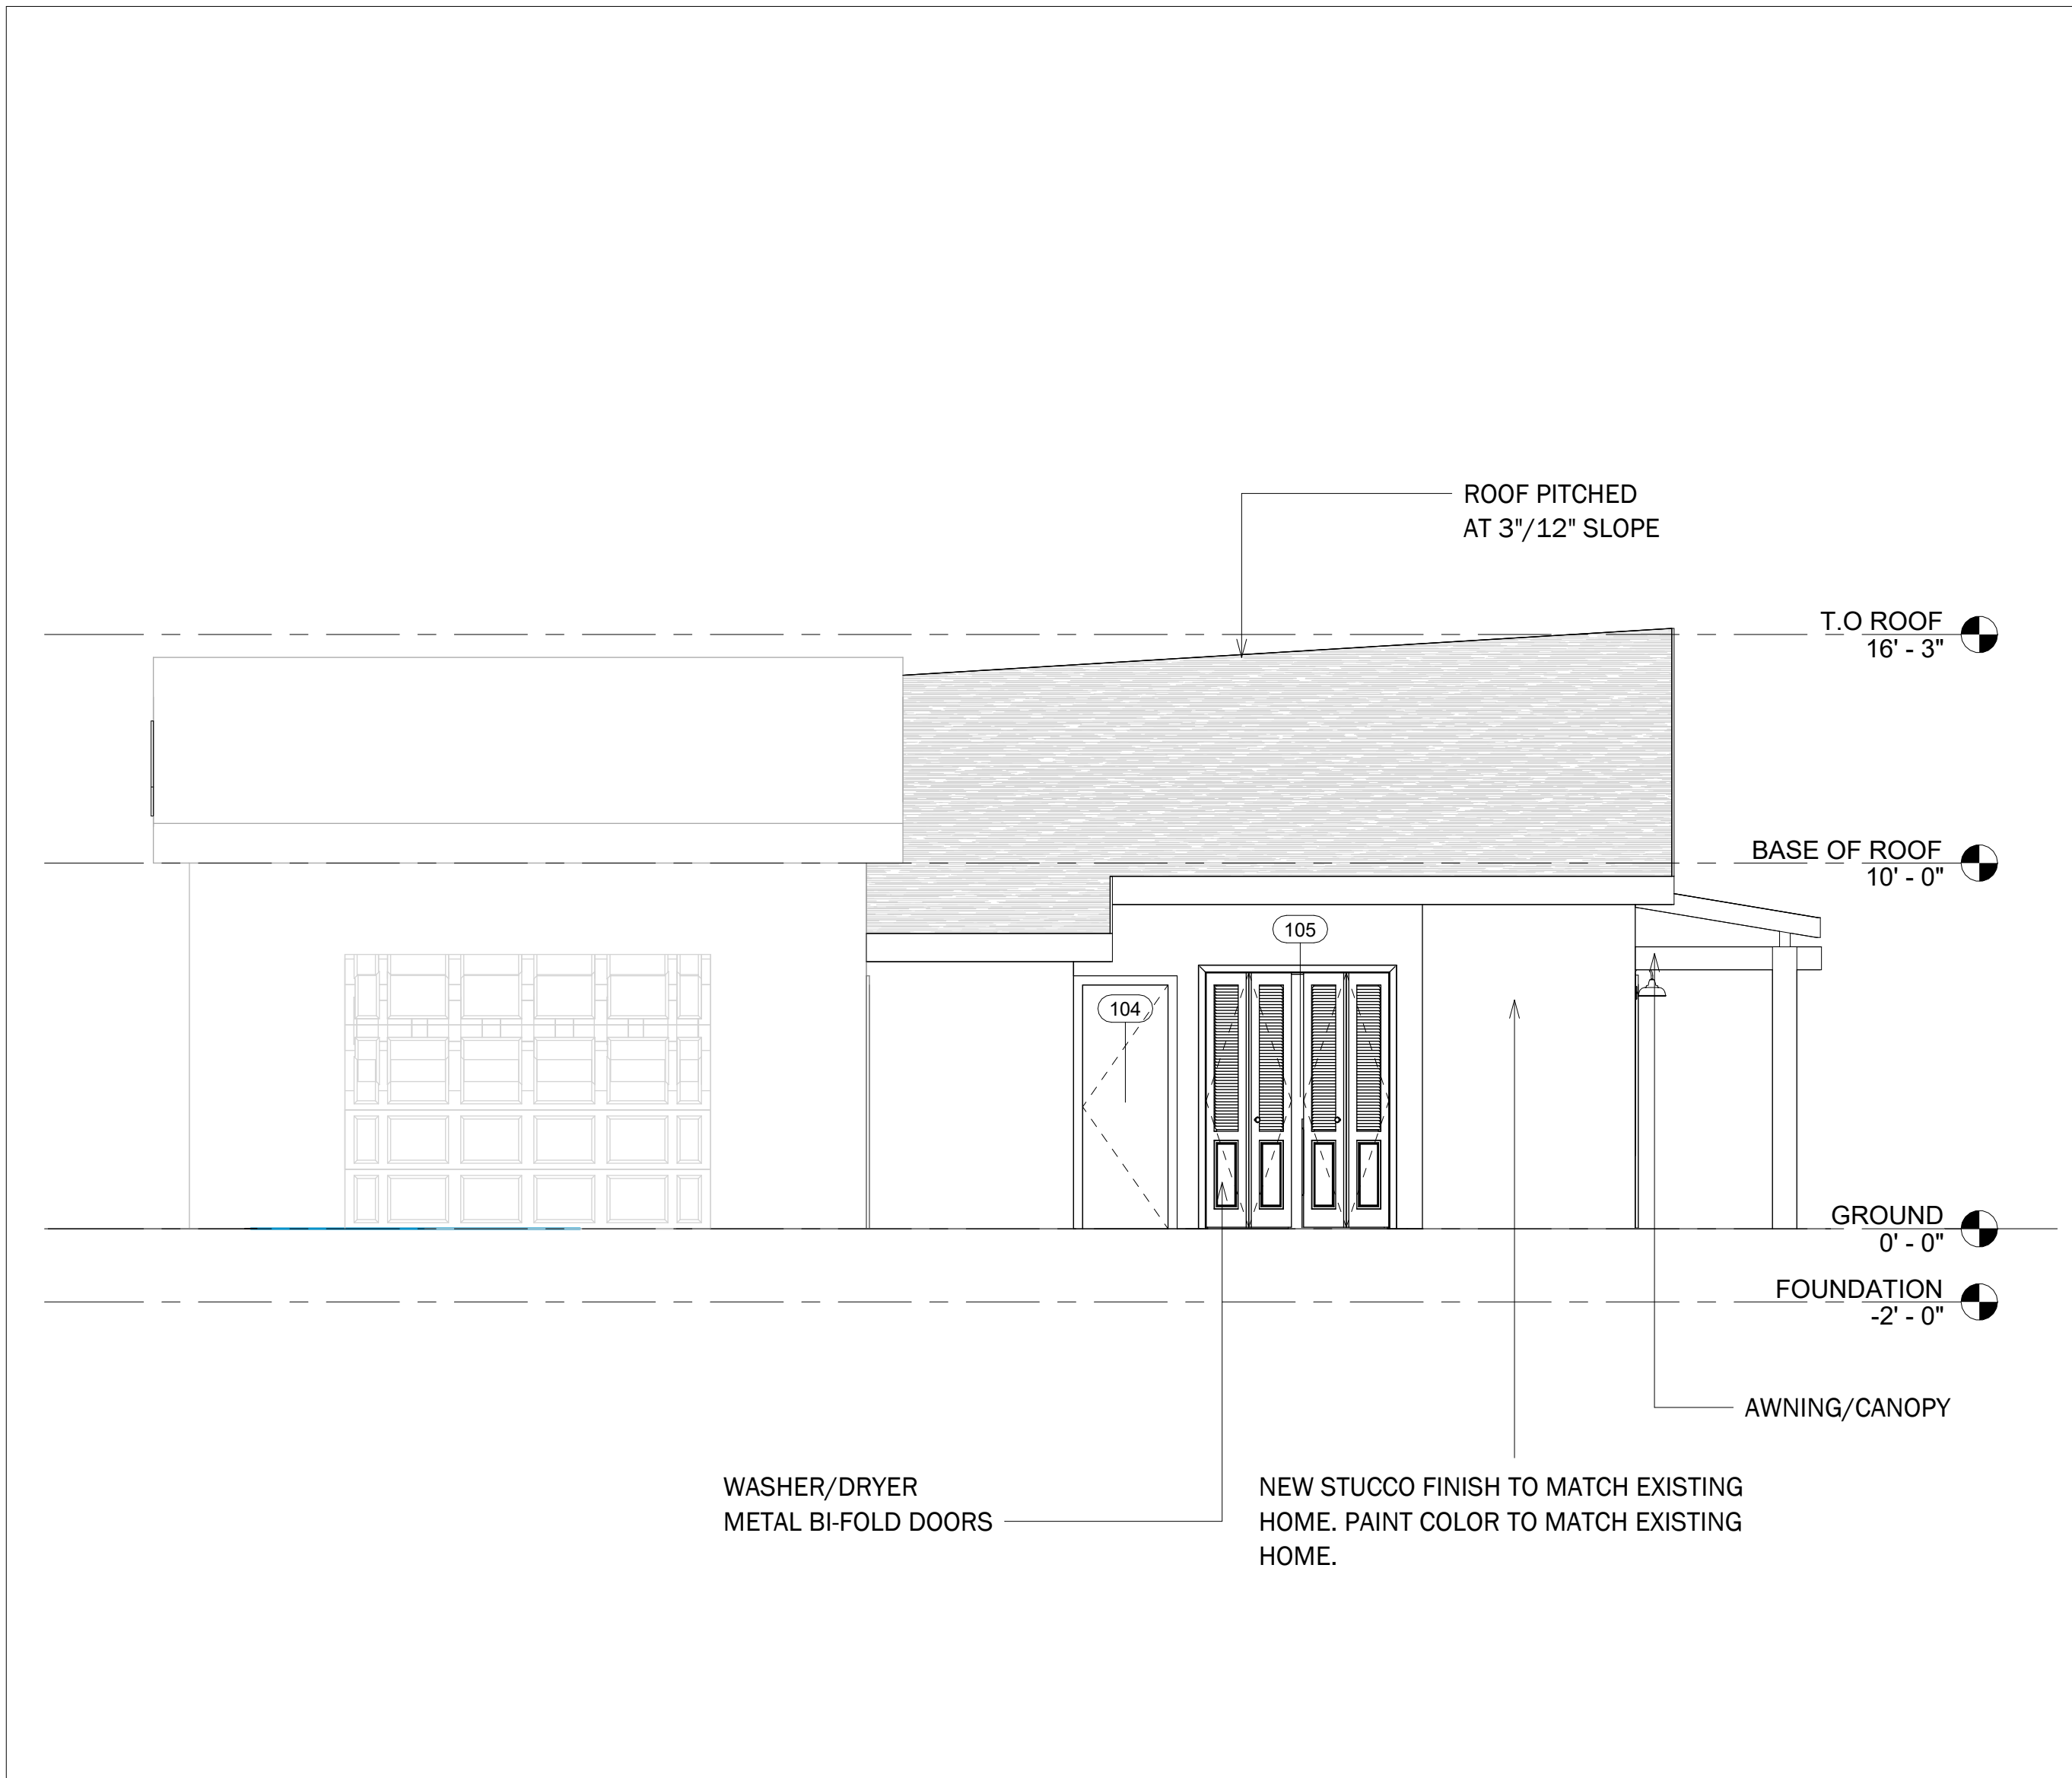 ROOF PITCHED
AT 3"/12" SLOPE
T.O ROOF
16' - 3"
BASE OF ROOF
10' - 0"
105
104
GROUND
0' - 0"
FOUNDATION
-2' - 0"
AWNING/CANOPY
WASHER/DRYER
METAL BI-FOLD DOORS
NEW STUCCO FINISH TO MATCH EXISTING
HOME. PAINT COLOR TO MATCH EXISTING
HOME.